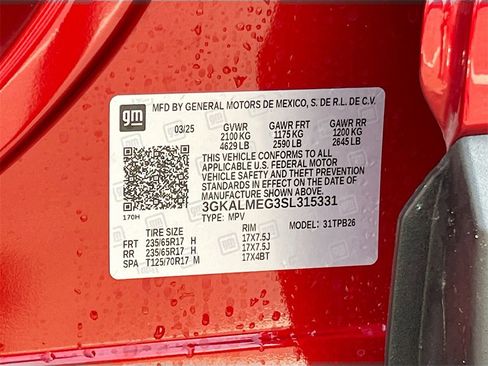 gm
MFD BY GENERAL MOTORS DE MEXICO, S. DE R.L. DE C.V.
03/25 GVWR GAWR FRT GAWR RR
2100 KG 1175 KG 1200 KG
4629 LB 2590 LB 2645 LB
THIS VEHICLE CONFORMS TO ALL
APPLICABLE U.S. FEDERAL MOTOR
VEHICLE SAFETY AND THEFT PREVENTION
STANDARDS IN EFFECT ON THE DATE OF
MANUFACTURE SHOWN ABOVE.
3GKALMEG3SL315331
170H TYPE: MPV MODEL: 31TPB26
TIRE SIZE RIM
FRT 235/65R17 H 17X7.5J
RR 235/65R17 H 17X7.5J
SPA T125/70R17 M 17X4BT